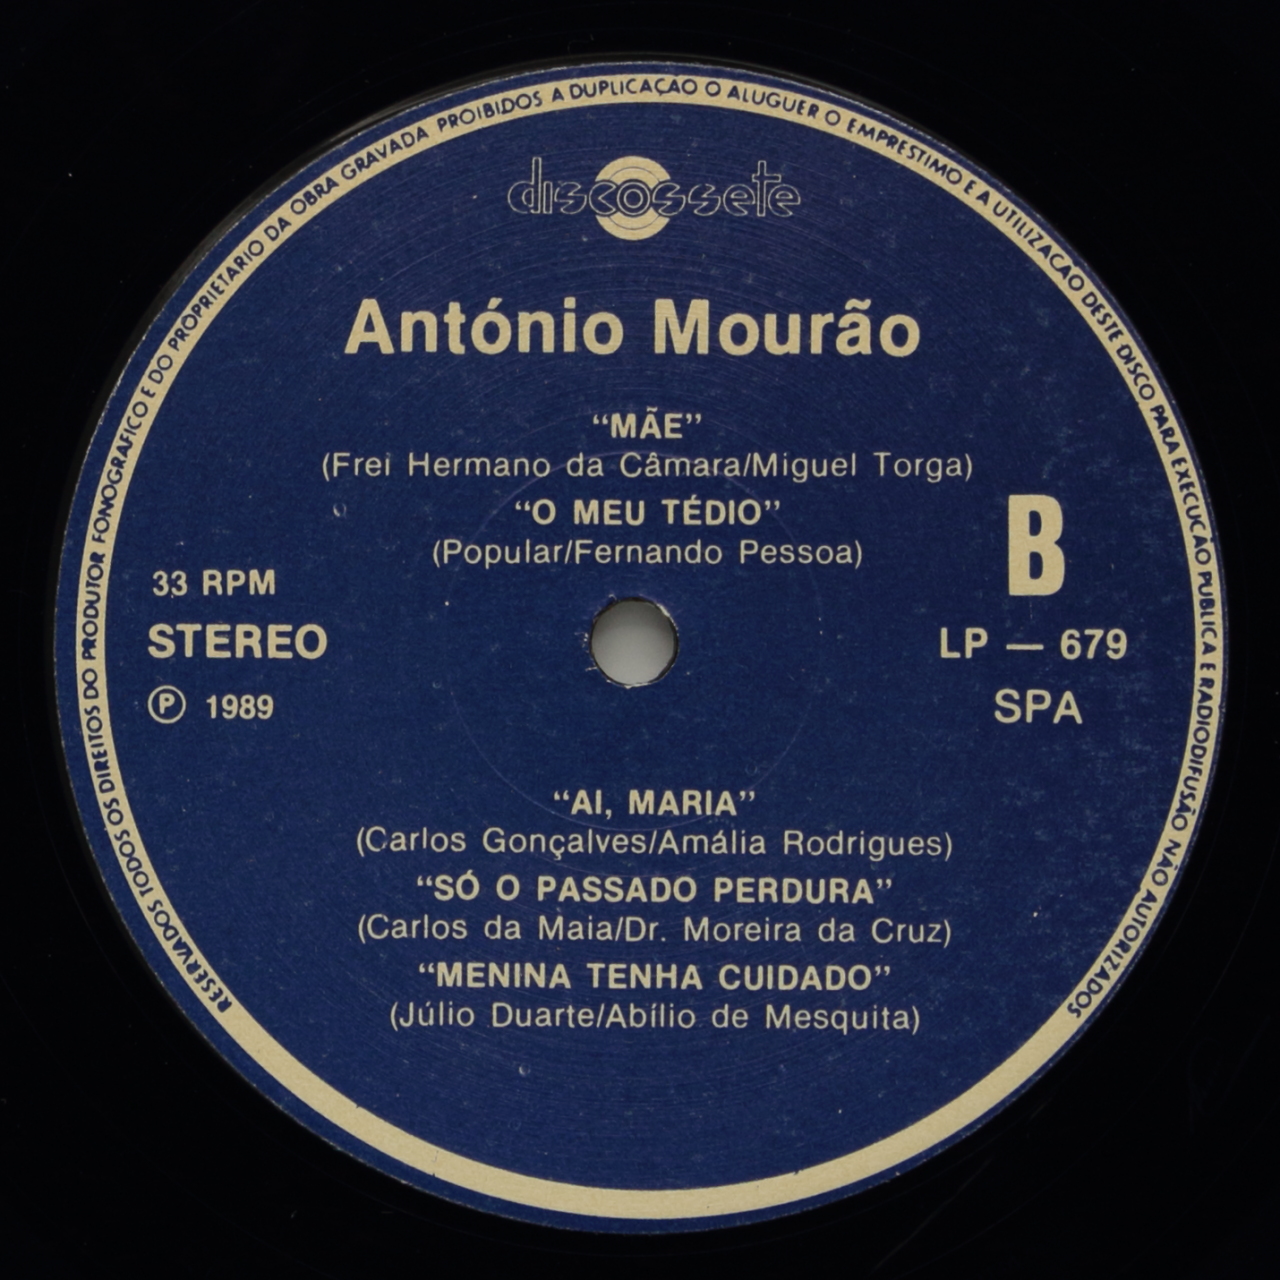 RESERVADOS TODOS OS DIREITOS DO PRODUTOR FONOGRAFICO E DO PROPRIETARIO DA OBRA GRAVADA PROIBIDOS A DUPLICAÇAO O ALUGUER O EMPRESTIMO E A UTILIZACAO DESTE DISCO PARA EXECUCÃO PUBLICA E RADIODIFUSÃO NÃO AUTORIZADOS
discossete
António Mourão
“MÃE”
(Frei Hermano da Câmara/Miguel Torga)
“O MEU TÉDIO”
(Popular/Fernando Pessoa)
33 RPM
STEREO
Ⓟ 1989
B
LP — 679
SPA
“AI, MARIA”
(Carlos Gonçalves/Amália Rodrigues)
“SÓ O PASSADO PERDURA”
(Carlos da Maia/Dr. Moreira da Cruz)
“MENINA TENHA CUIDADO”
(Júlio Duarte/Abílio de Mesquita)